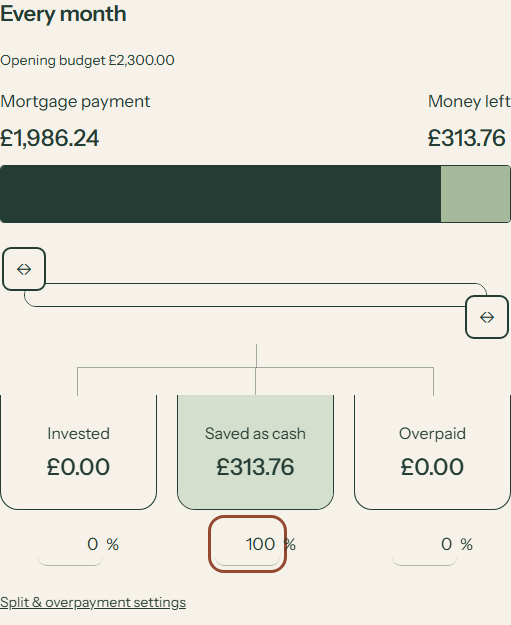 Every month
Opening budget £2,300.00
Mortgage payment Money left
£1,986.24 £313.76
Invested Saved as cash Overpaid
£0.00 £313.76 £0.00
0 % 100 % 0 %
Split & overpayment settings